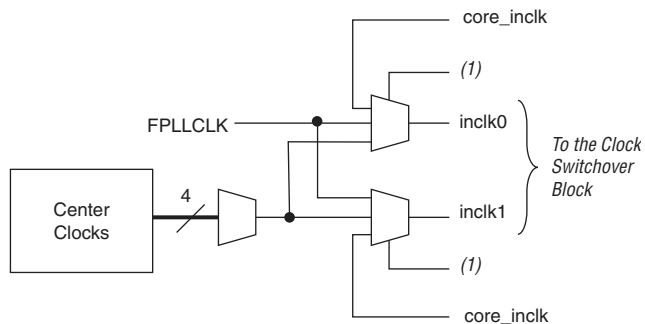 core_inclk
(1)
FPLLCLK
inclk0
To the Clock
Switchover
Block
4
Center
Clocks
inclk1
(1)
core_inclk